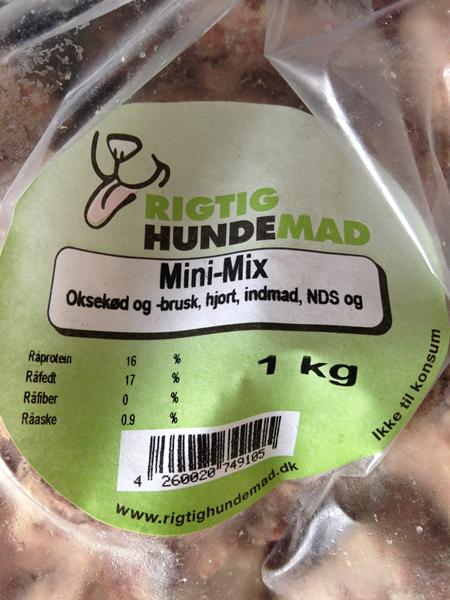 RIGTIG
HUNDEMAD
Mini-Mix
Oksekød og -brusk, hjort, indmad, NDS og
Råprotein 16 %
Råfedt 17 %
Råfiber 0 %
Råaske 0.9 %
1 kg
Ikke til konsum
4 260020 749105
www.rigtighundemad.dk